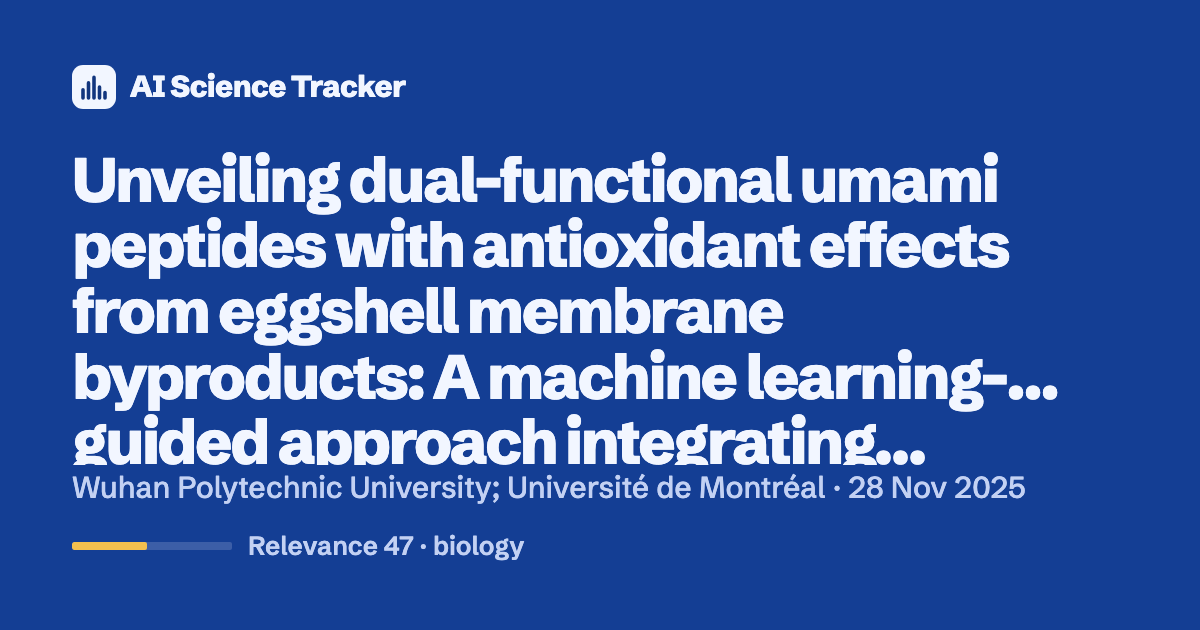 AI Science Tracker
Unveiling dual-functional umami
peptides with antioxidant effects
from eggshell membrane
byproducts: A machine learning-...
guided approach integrating...
Wuhan Polytechnic University; Université de Montréal · 28 Nov 2025
Relevance 47 · biology